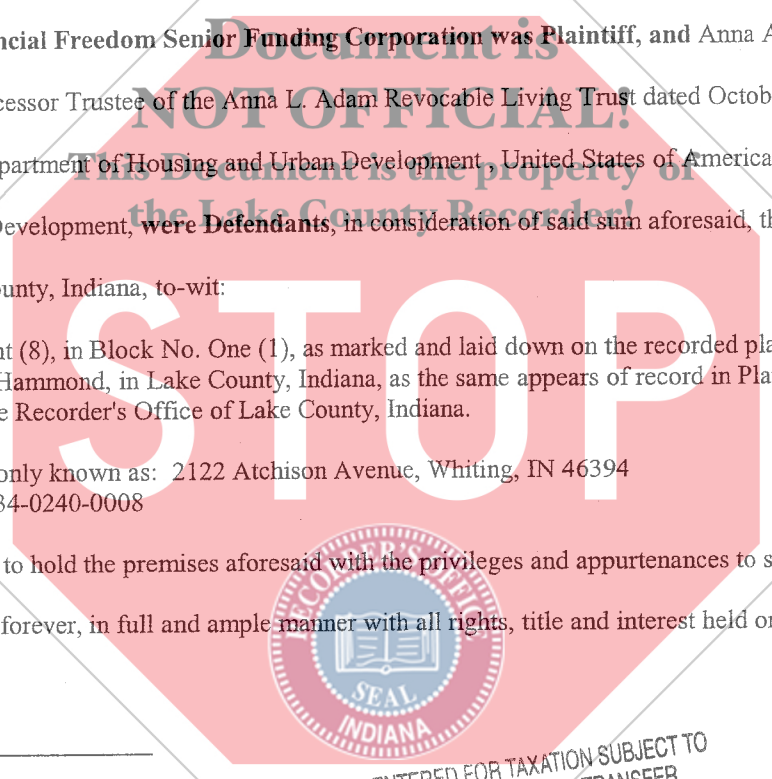 ncial Freedom Senior Funding Corporation was Plaintiff, and Anna A
cessor Trustee of the Anna L. Adam Revocable Living Trust dated Octob
partment of Housing and Urban Development , United States of America
Development, were Defendants, in consideration of said sum aforesaid, th
ounty, Indiana, to-wit:
nt (8), in Block No. One (1), as marked and laid down on the recorded pla
Hammond, in Lake County, Indiana, as the same appears of record in Pla
e Recorder's Office of Lake County, Indiana.
only known as: 2122 Atchison Avenue, Whiting, IN 46394
34-0240-0008
to hold the premises aforesaid with the privileges and appurtenances to s
forever, in full and ample manner with all rights, title and interest held or
Document is
NOT OFFICIAL!
This Document is the property of
the Lake County Recorder!
STOP
RECORDER'S OFFICE
SEAL
INDIANA
ENTERED FOR TAXATION SUBJECT TO
TRANSFER